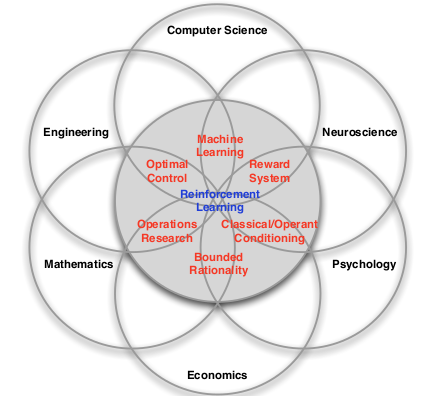 Computer Science
Engineering
Neuroscience
Machine
Learning
Optimal
Control
Reward
System
Reinforcement
Learning
Operations
Research
Classical/Operant
Conditioning
Bounded
Rationality
Mathematics
Psychology
Economics